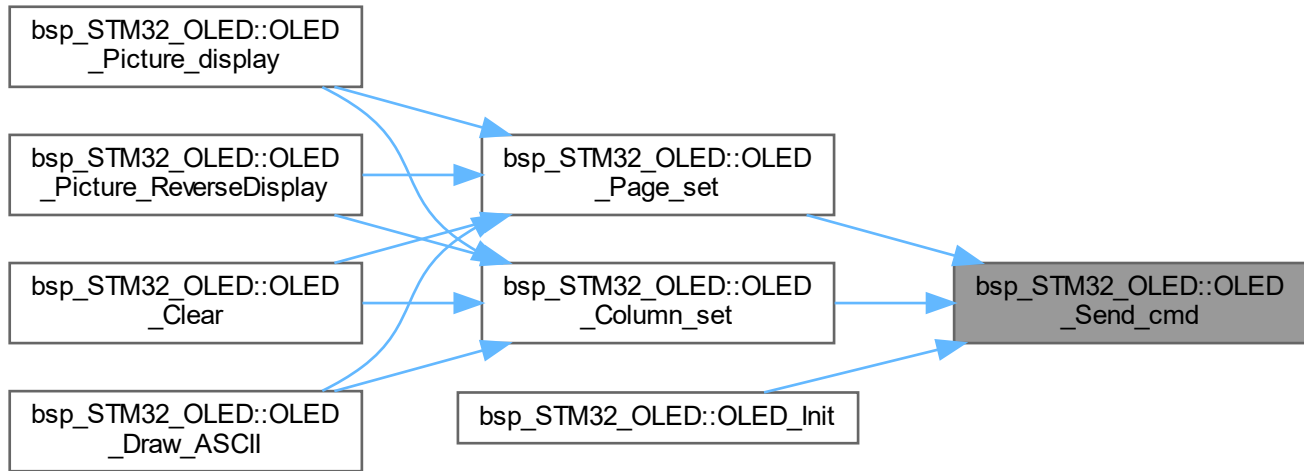 bsp_STM32_OLED::OLED
_Picture_display
bsp_STM32_OLED::OLED
_Picture_ReverseDisplay
bsp_STM32_OLED::OLED
_Clear
bsp_STM32_OLED::OLED
_Draw_ASCII
bsp_STM32_OLED::OLED
_Page_set
bsp_STM32_OLED::OLED
_Column_set
bsp_STM32_OLED::OLED_Init
bsp_STM32_OLED::OLED
_Send_cmd